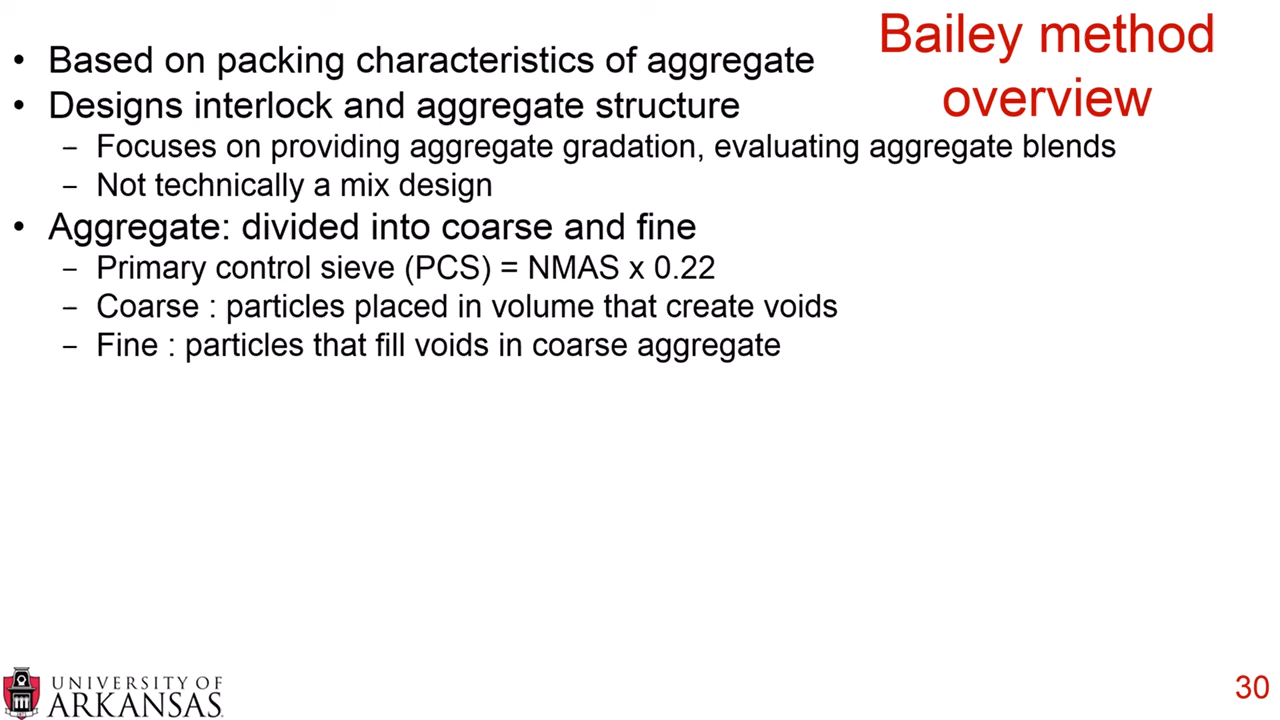 Bailey method
overview
• Based on packing characteristics of aggregate
• Designs interlock and aggregate structure
– Focuses on providing aggregate gradation, evaluating aggregate blends
– Not technically a mix design
• Aggregate: divided into coarse and fine
– Primary control sieve (PCS) = NMAS x 0.22
– Coarse : particles placed in volume that create voids
– Fine : particles that fill voids in coarse aggregate
UNIVERSITY OF
ARKANSAS
30